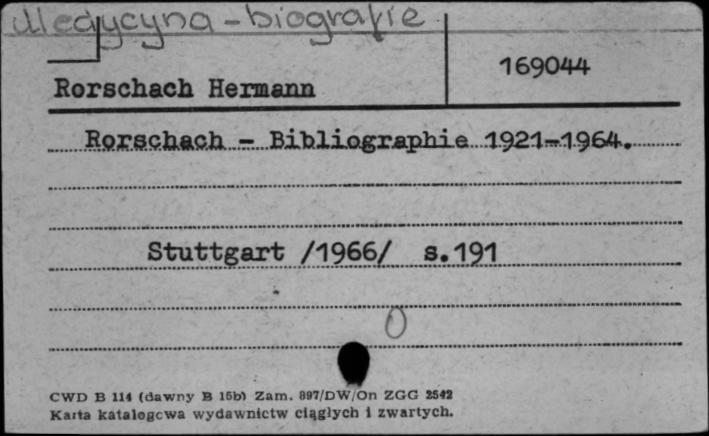 Medycyna - biografie
169044
Rorschach Hermann
Rorschach - Bibliographie 1921-1964.
Stuttgart /1966/ s.191
0
CWD B 114 (dawny B 15b) Zam. 897/DW/On ZGG 2542
Karta katalogowa wydawnictw ciągłych i zwartych.